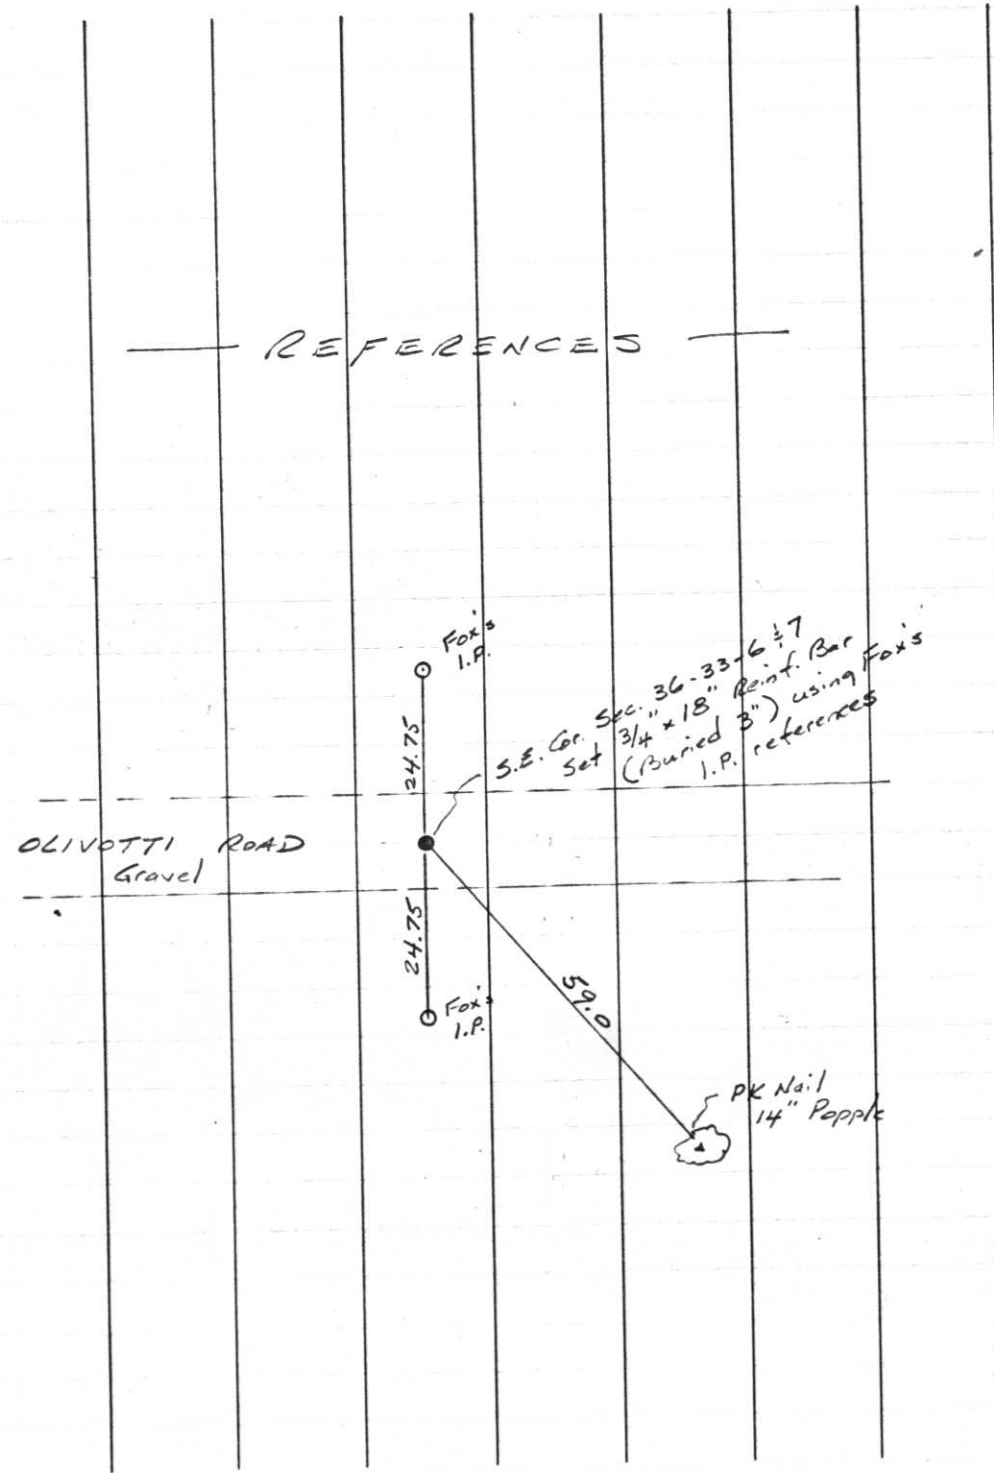 REFERENCES
Fox's
I.P.
24.75
S.E. Cor. Sec. 36-33-6 & 7
Set 3/4" x 18" Reinf. Bar
(Buried 3") using Fox's
I.P. references
OLIVOTTI ROAD
Gravel
24.75
Fox's
I.P.
59.0
PK Nail
14" Popple